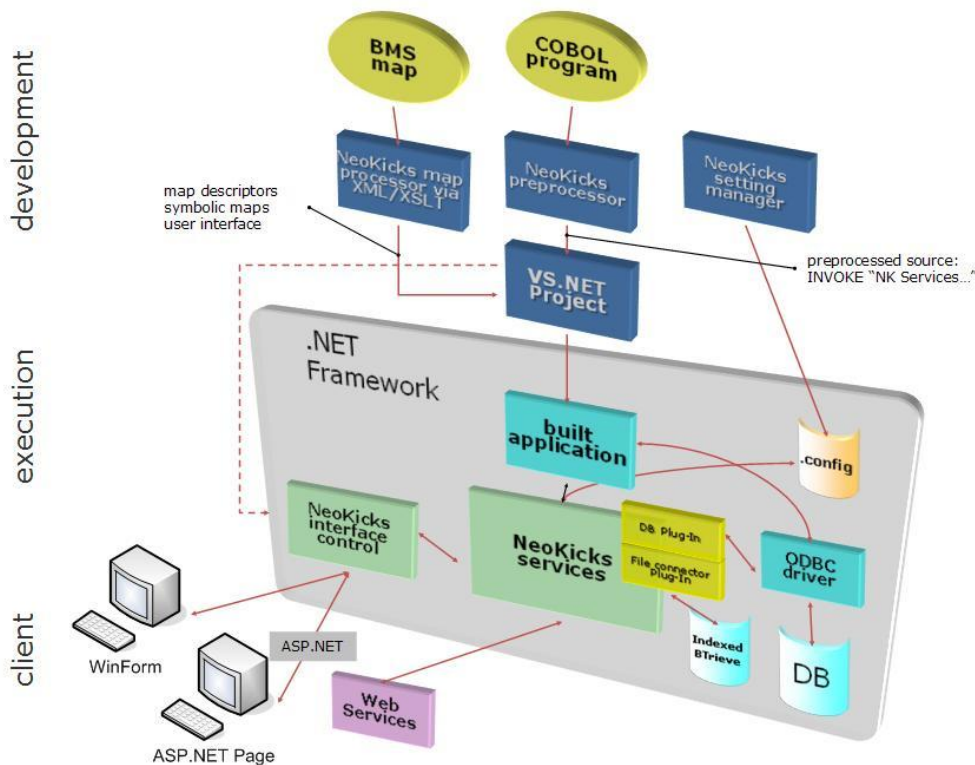 development
BMS
map
COBOL
program
NeoKicks map
processor via
XML/XSLT
NeoKicks
preprocessor
NeoKicks
setting
manager
map descriptors
symbolic maps
user interface
VS.NET
Project
preprocessed source:
INVOKE “NK Services...”
execution
.NET
Framework
built
application
.config
NeoKicks
interface
control
NeoKicks
services
DB Plug-In
File connector
Plug-In
ODBC
driver
client
WinForm
ASP.NET
Indexed
BTrieve
DB
Web
Services
ASP.NET Page